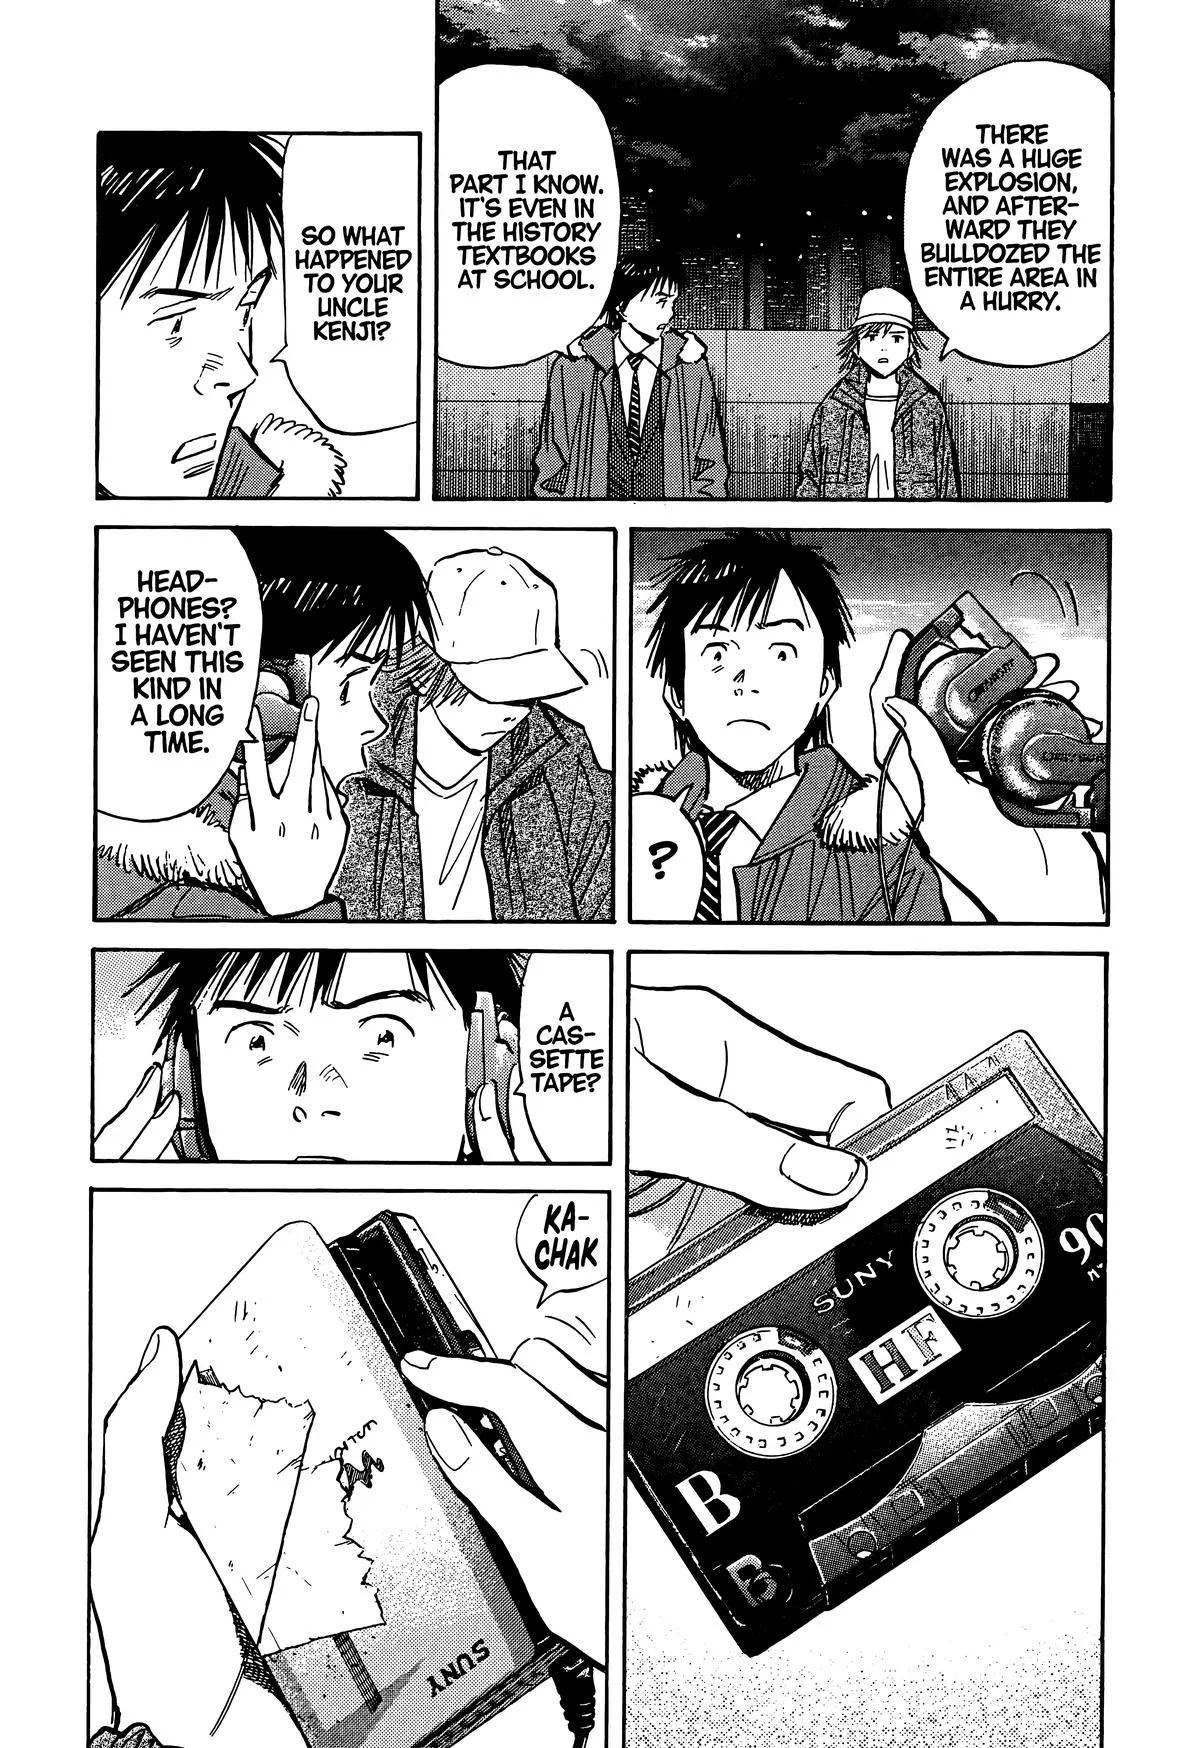 THERE
WAS A HUGE
EXPLOSION,
AND AFTER-
WARD THEY
BULLDOZED THE
ENTIRE AREA IN
A HURRY.
THAT
PART I KNOW.
IT'S EVEN IN
THE HISTORY
TEXTBOOKS
AT SCHOOL.
SO WHAT
HAPPENED
TO YOUR
UNCLE
KENJI?
?
HEAD-
PHONES?
I HAVEN'T
SEEN THIS
KIND IN
A LONG
TIME.
90
SUNY
HF
B
B
A
CAS-
SETTE
TAPE?
KA-
CHAK
SUNY